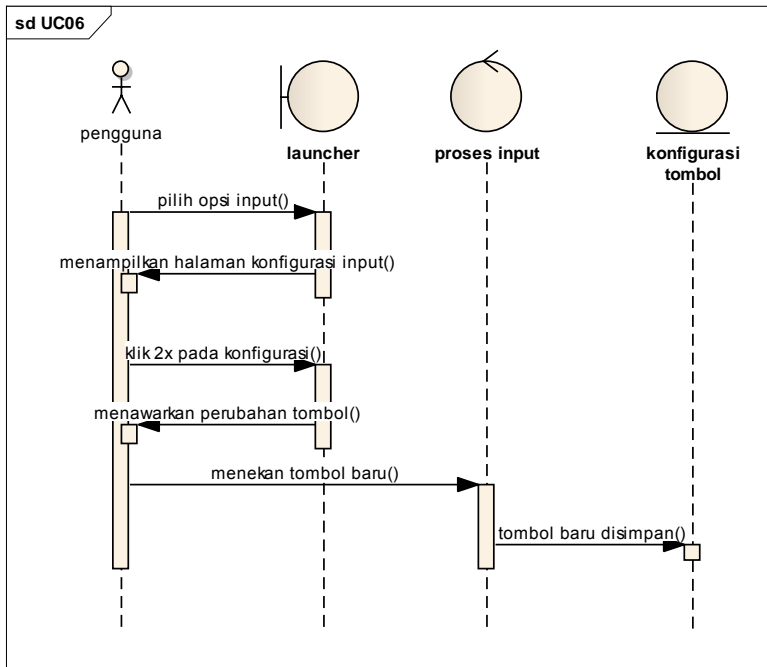 sd UC06
pengguna
launcher
proses input
konfigurasi
tombol
pilih opsi input()
menampilkan halaman konfigurasi input()
klik 2x pada konfigurasi()
menawarkan perubahan tombol()
menekan tombol baru()
tombol baru disimpan()